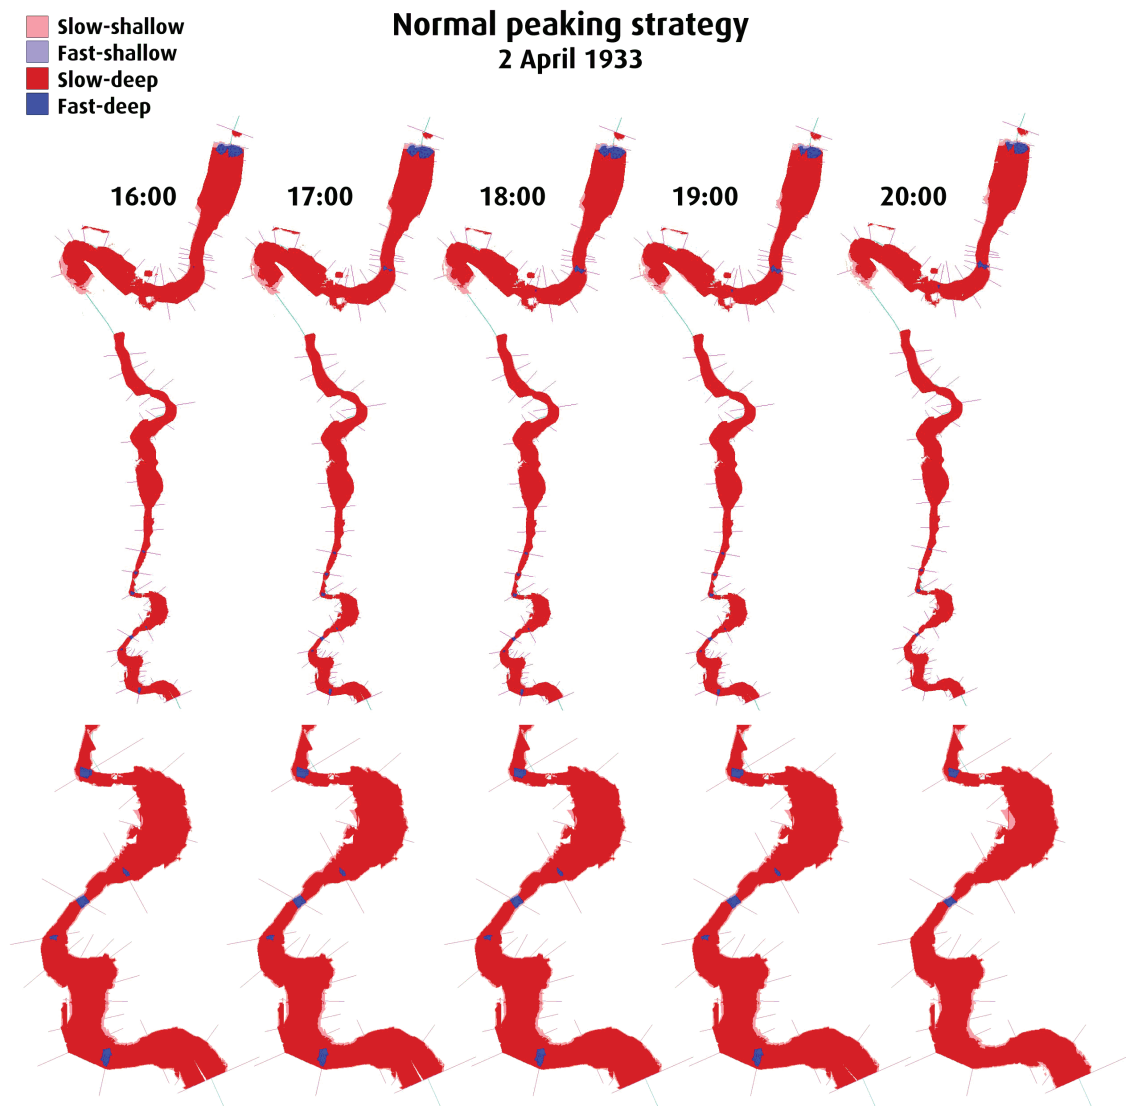 Normal peaking strategy
2 April 1933
Slow-shallow
Fast-shallow
Slow-deep
Fast-deep
16:00
17:00
18:00
19:00
20:00